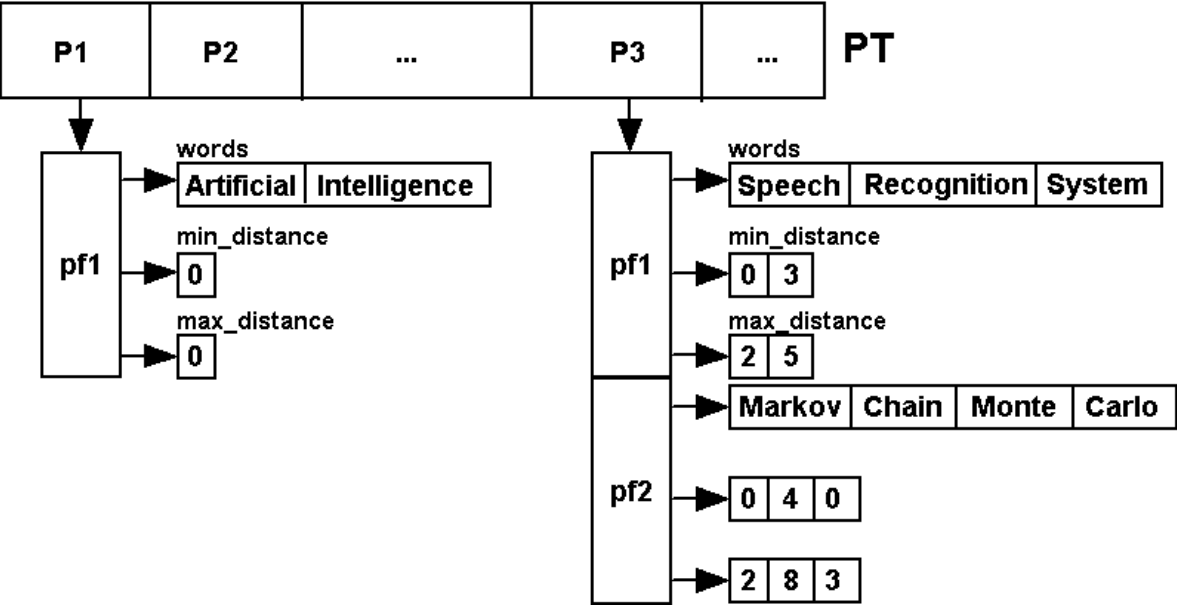 P1 P2 ... P3 ... PT
words
Artificial Intelligence
pf1
min_distance
0
max_distance
0
words
Speech Recognition System
pf1
min_distance
0 3
max_distance
2 5
Markov Chain Monte Carlo
pf2
0 4 0
2 8 3